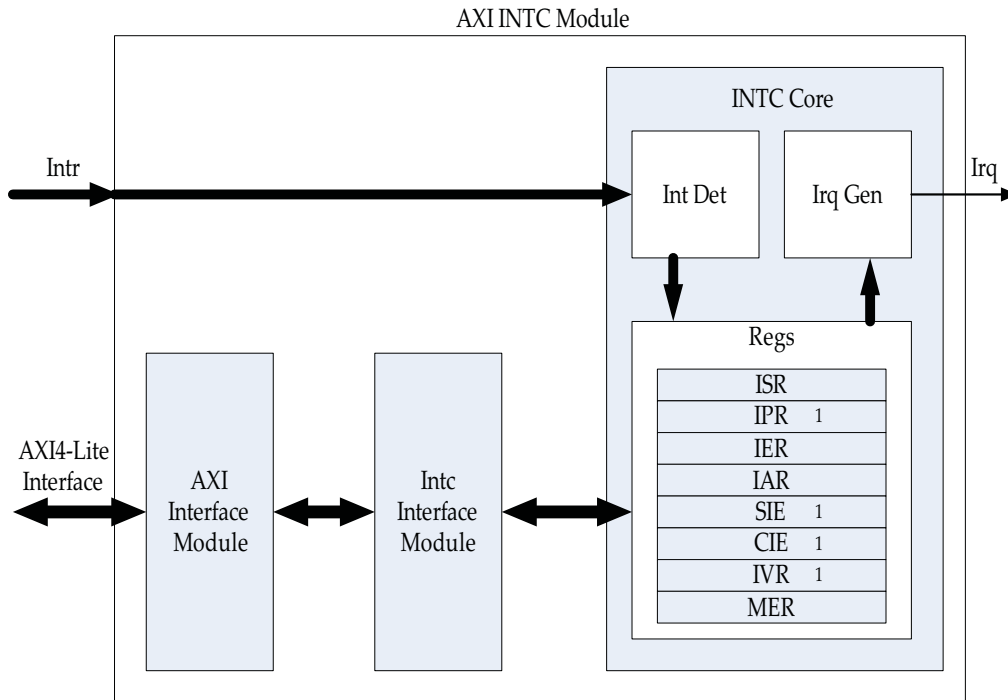 AXI INTC Module
INTC Core
Intr
Int Det
Irq Gen
Irq
Regs
ISR
IPR 1
IER
IAR
SIE 1
CIE 1
IVR 1
MER
AXI4-Lite
Interface
AXI
Interface
Module
Intc
Interface
Module